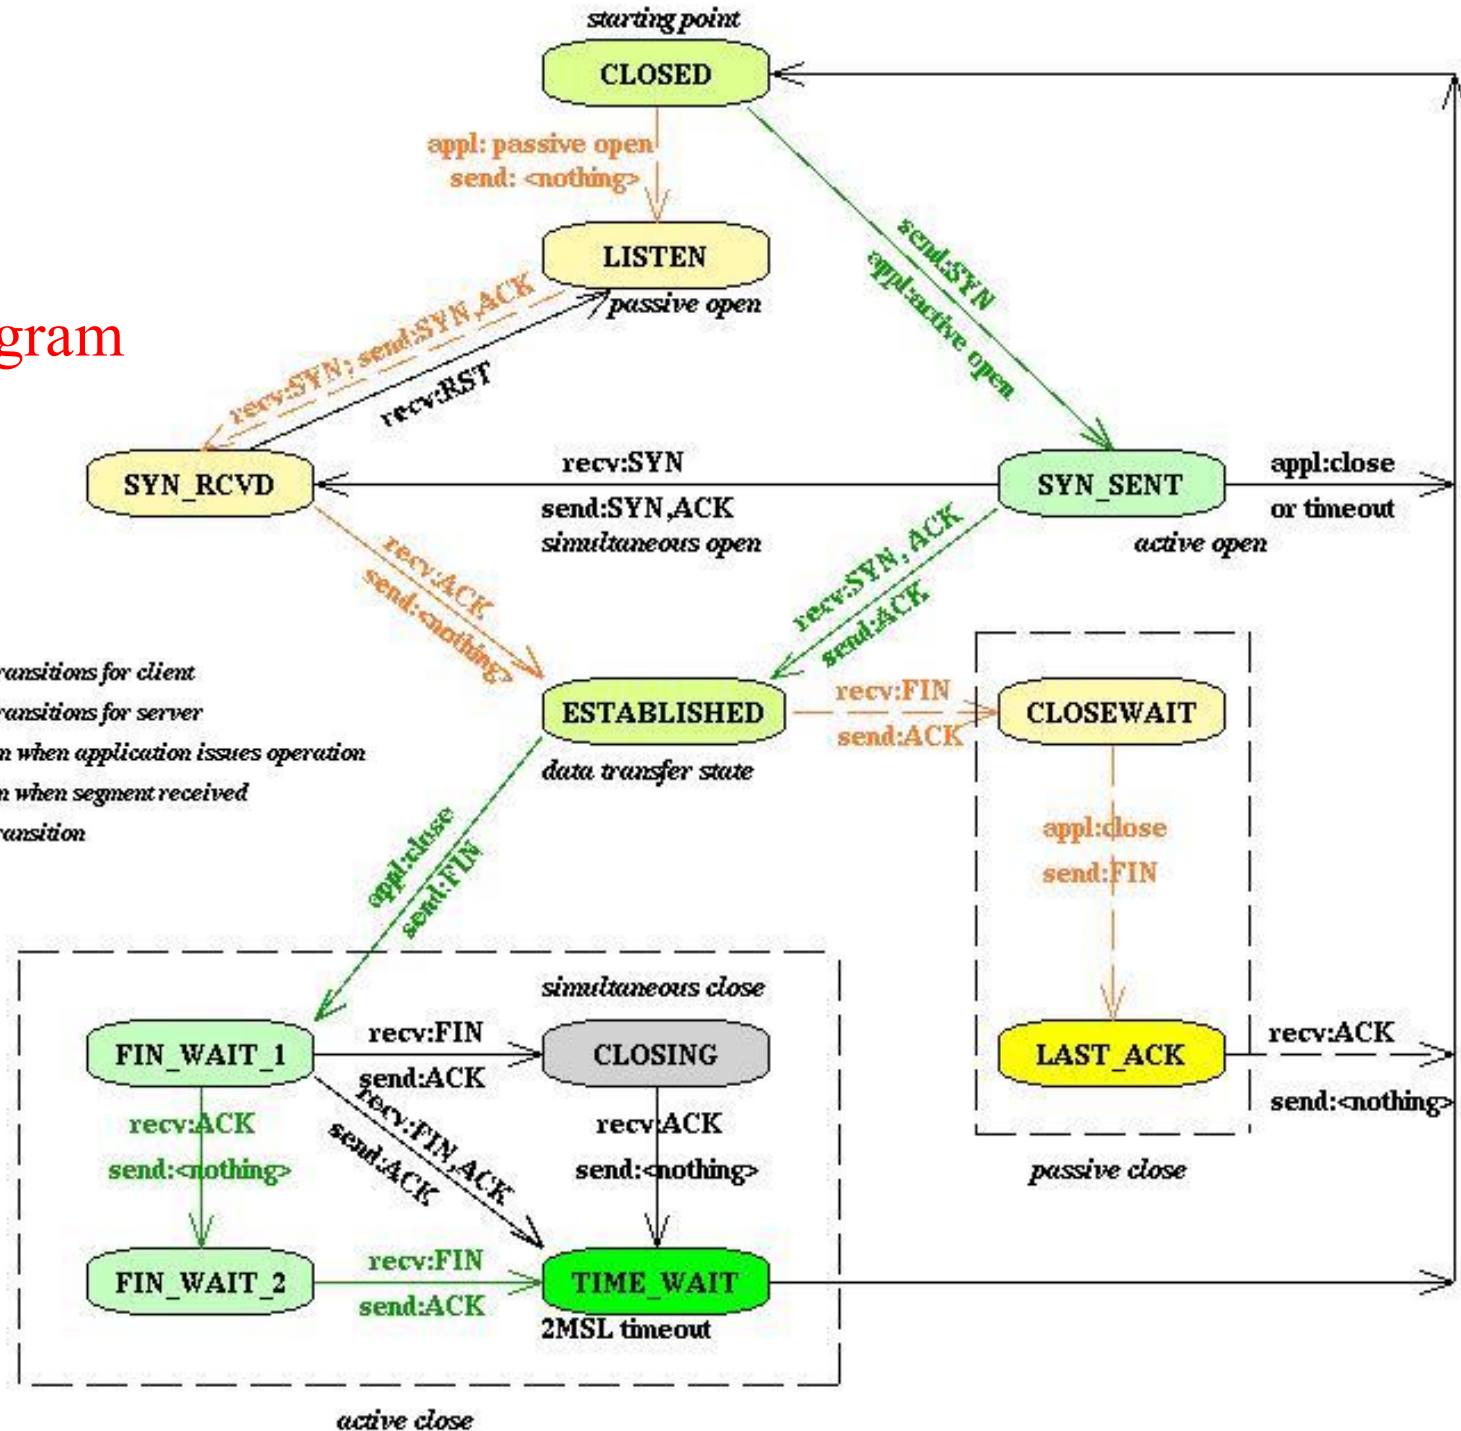 starting point
CLOSED
appl: passive open
send: <nothing>
LISTEN
passive open
send:SYN
appl:active open
gram
recv:SYN; send:SYN,ACK
recv:RST
SYN_RCVD
recv:SYN
send:SYN,ACK
simultaneous open
SYN_SENT
active open
appl:close
or timeout
recv:ACK
send:<nothing>
recv:SYN, ACK
send:ACK
ransitions for client
ransitions for server
n when application issues operation
n when segment received
ransition
ESTABLISHED
data transfer state
recv:FIN
send:ACK
CLOSEWAIT
appl:close
send:FIN
appl:close
send:FIN
simultaneous close
FIN_WAIT_1
recv:FIN
send:ACK
CLOSING
LAST_ACK
recv:ACK
send:<nothing>
passive close
recv:ACK
send:<nothing>
recv:FIN,ACK
send:ACK
recv:ACK
send:<nothing>
FIN_WAIT_2
recv:FIN
send:ACK
TIME_WAIT
2MSL timeout
active close